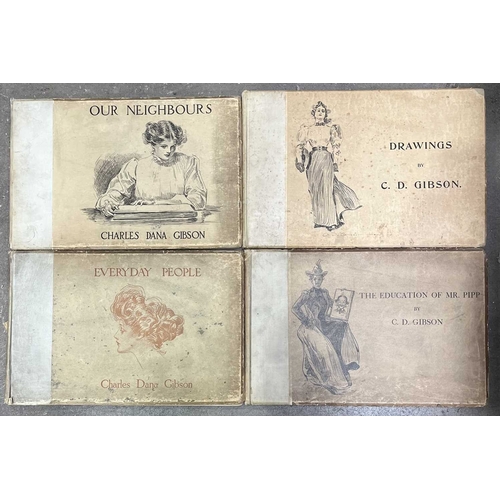 OUR NEIGHBOURS
CHARLES DANA GIBSON
DRAWINGS
BY
C. D. GIBSON.
EVERYDAY PEOPLE
Charles Dana Gibson
THE EDUCATION OF MR. PIPP
BY
C. D. GIBSON